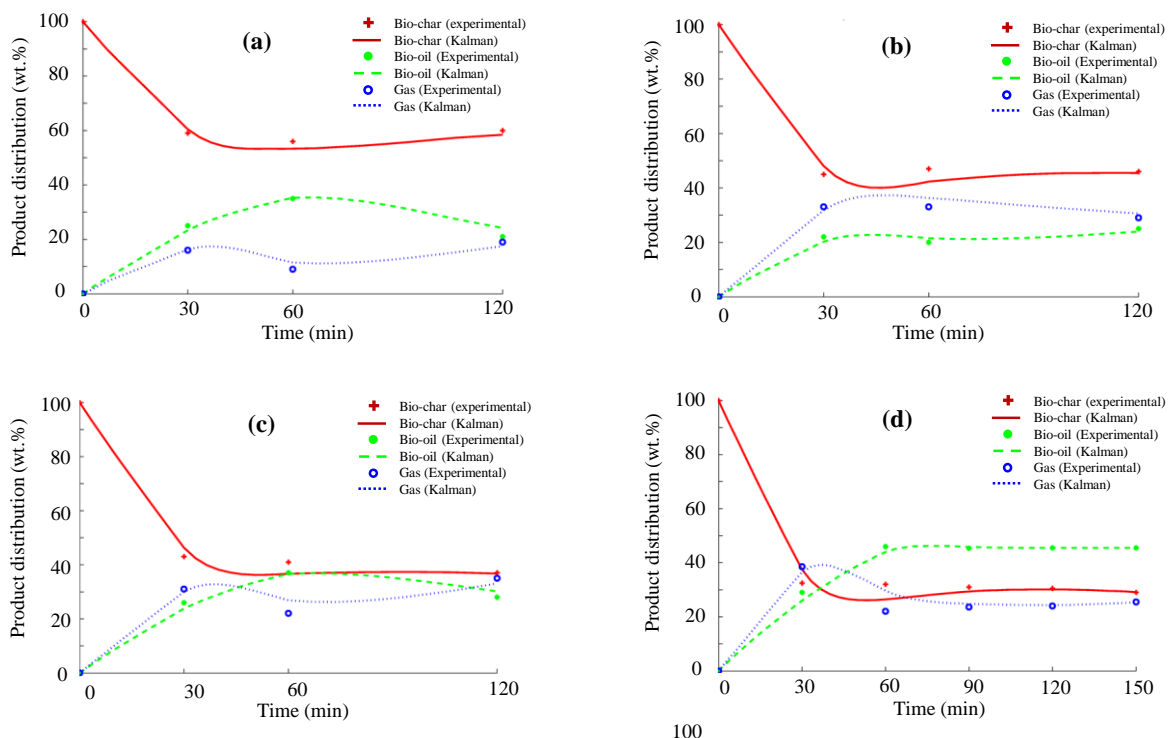 (a)
Product distribution (wt.%)
100
80
60
40
20
0
0 30 60 120
Time (min)
Bio-char (experimental)
Bio-char (Kalman)
Bio-oil (Experimental)
Bio-oil (Kalman)
Gas (Experimental)
Gas (Kalman)
(b)
Product distribution (wt.%)
100
80
60
40
20
0
0 30 60 120
Time (min)
Bio-char (experimental)
Bio-char (Kalman)
Bio-oil (Experimental)
Bio-oil (Kalman)
Gas (Experimental)
Gas (Kalman)
(c)
Product distribution (wt.%)
100
80
60
40
20
0
0 30 60 120
Time (min)
Bio-char (experimental)
Bio-char (Kalman)
Bio-oil (Experimental)
Bio-oil (Kalman)
Gas (Experimental)
Gas (Kalman)
(d)
Product distribution (wt.%)
100
80
60
40
20
0
0 30 60 90 120 150
Time (min)
Bio-char (experimental)
Bio-char (Kalman)
Bio-oil (Experimental)
Bio-oil (Kalman)
Gas (Experimental)
Gas (Kalman)
100